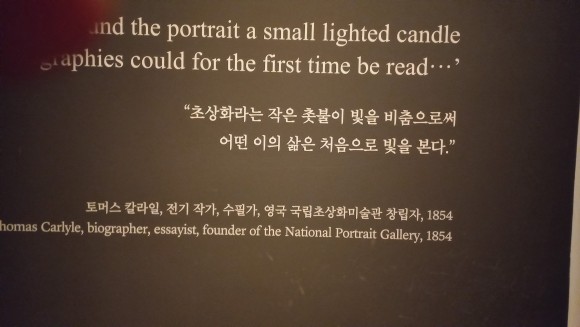 and the portrait a small lighted candle
graphies could for the first time be read…’
“초상화라는 작은 촛불이 빛을 비춤으로써
어떤 이의 삶은 처음으로 빛을 본다.”
토머스 칼라일, 전기 작가, 수필가, 영국 국립초상화미술관 창립자, 1854
homas Carlyle, biographer, essayist, founder of the National Portrait Gallery, 1854